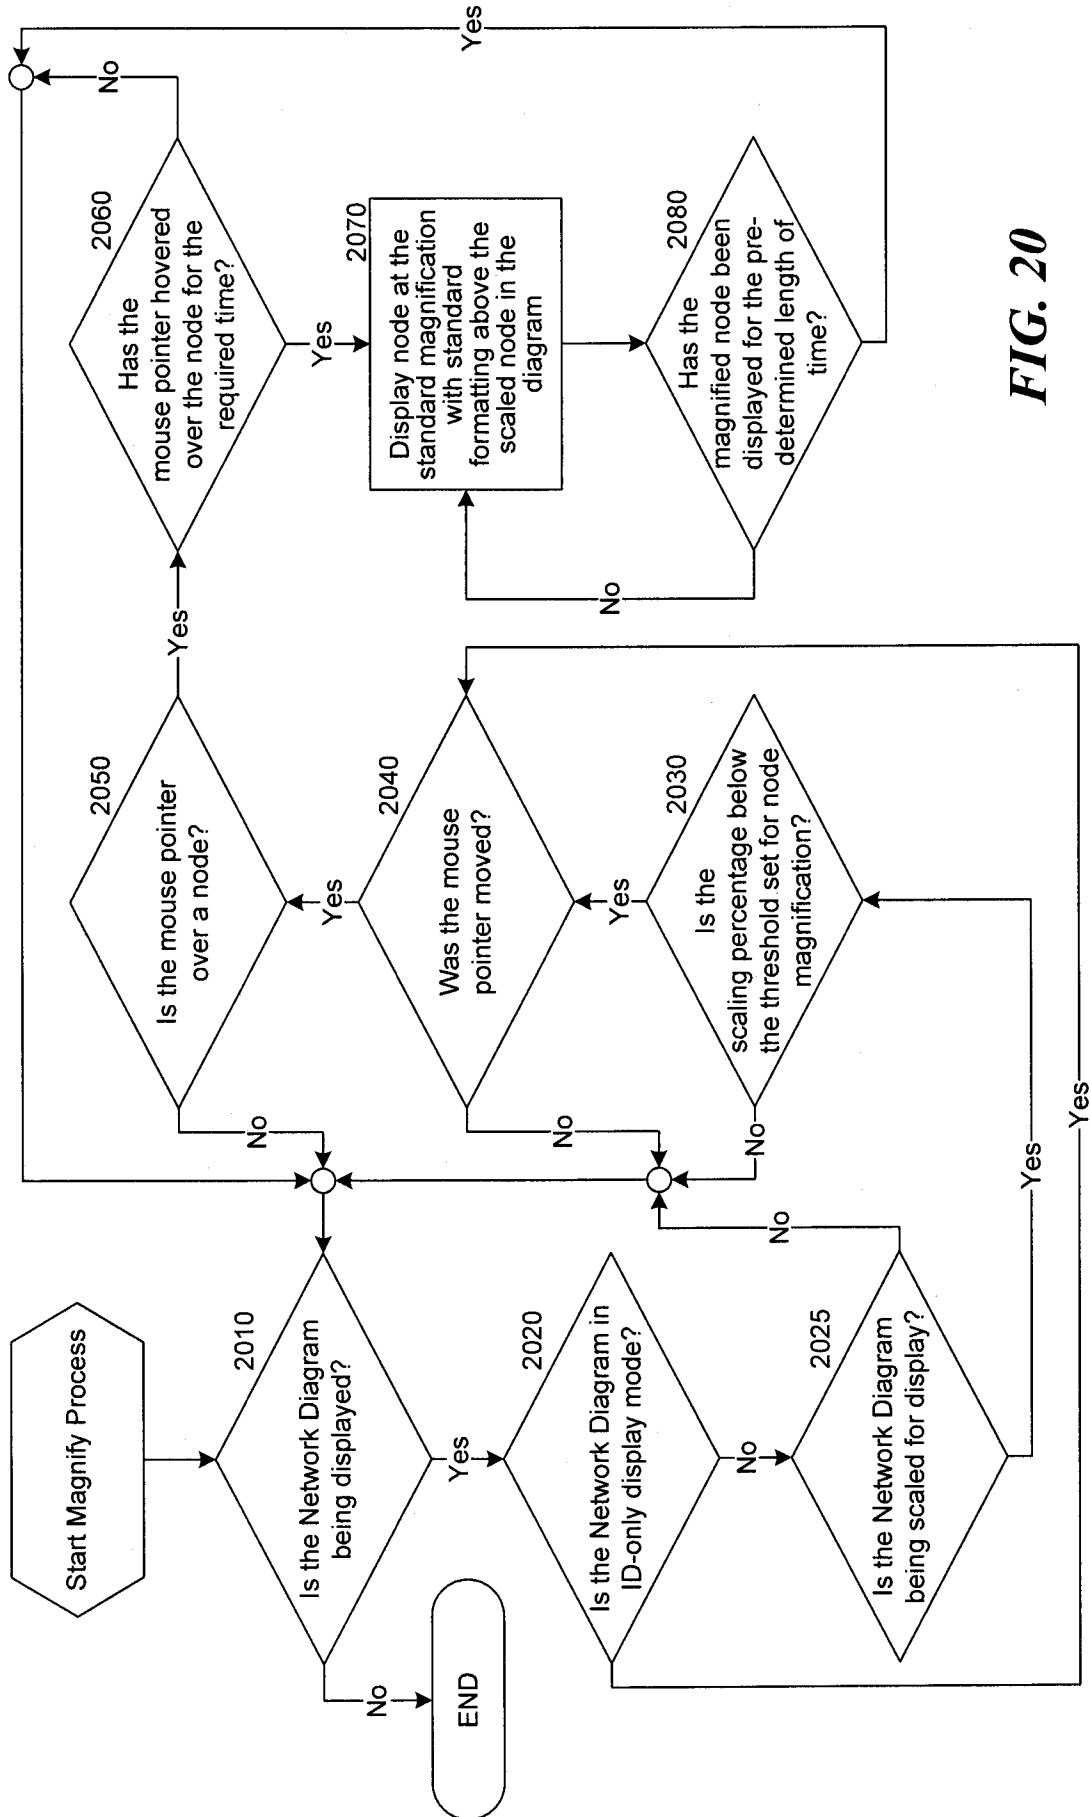 Start Magnify Process
2010
Is the Network Diagram
being displayed?
No
END
Yes
2020
Is the Network Diagram in
ID-only display mode?
No
Yes
2025
Is the Network Diagram
being scaled for display?
No
Yes
2030
Is the
scaling percentage below
the threshold set for node
magnification?
No
Yes
2040
Was the mouse
pointer moved?
No
Yes
2050
Is the mouse pointer
over a node?
No
Yes
2060
Has the
mouse pointer hovered
over the node for the
required time?
No
Yes
2070
Display node at the
standard magnification
with standard
formatting above the
scaled node in the
diagram
2080
Has the
magnified node been
displayed for the pre-
determined length of
time?
No
Yes
FIG. 20